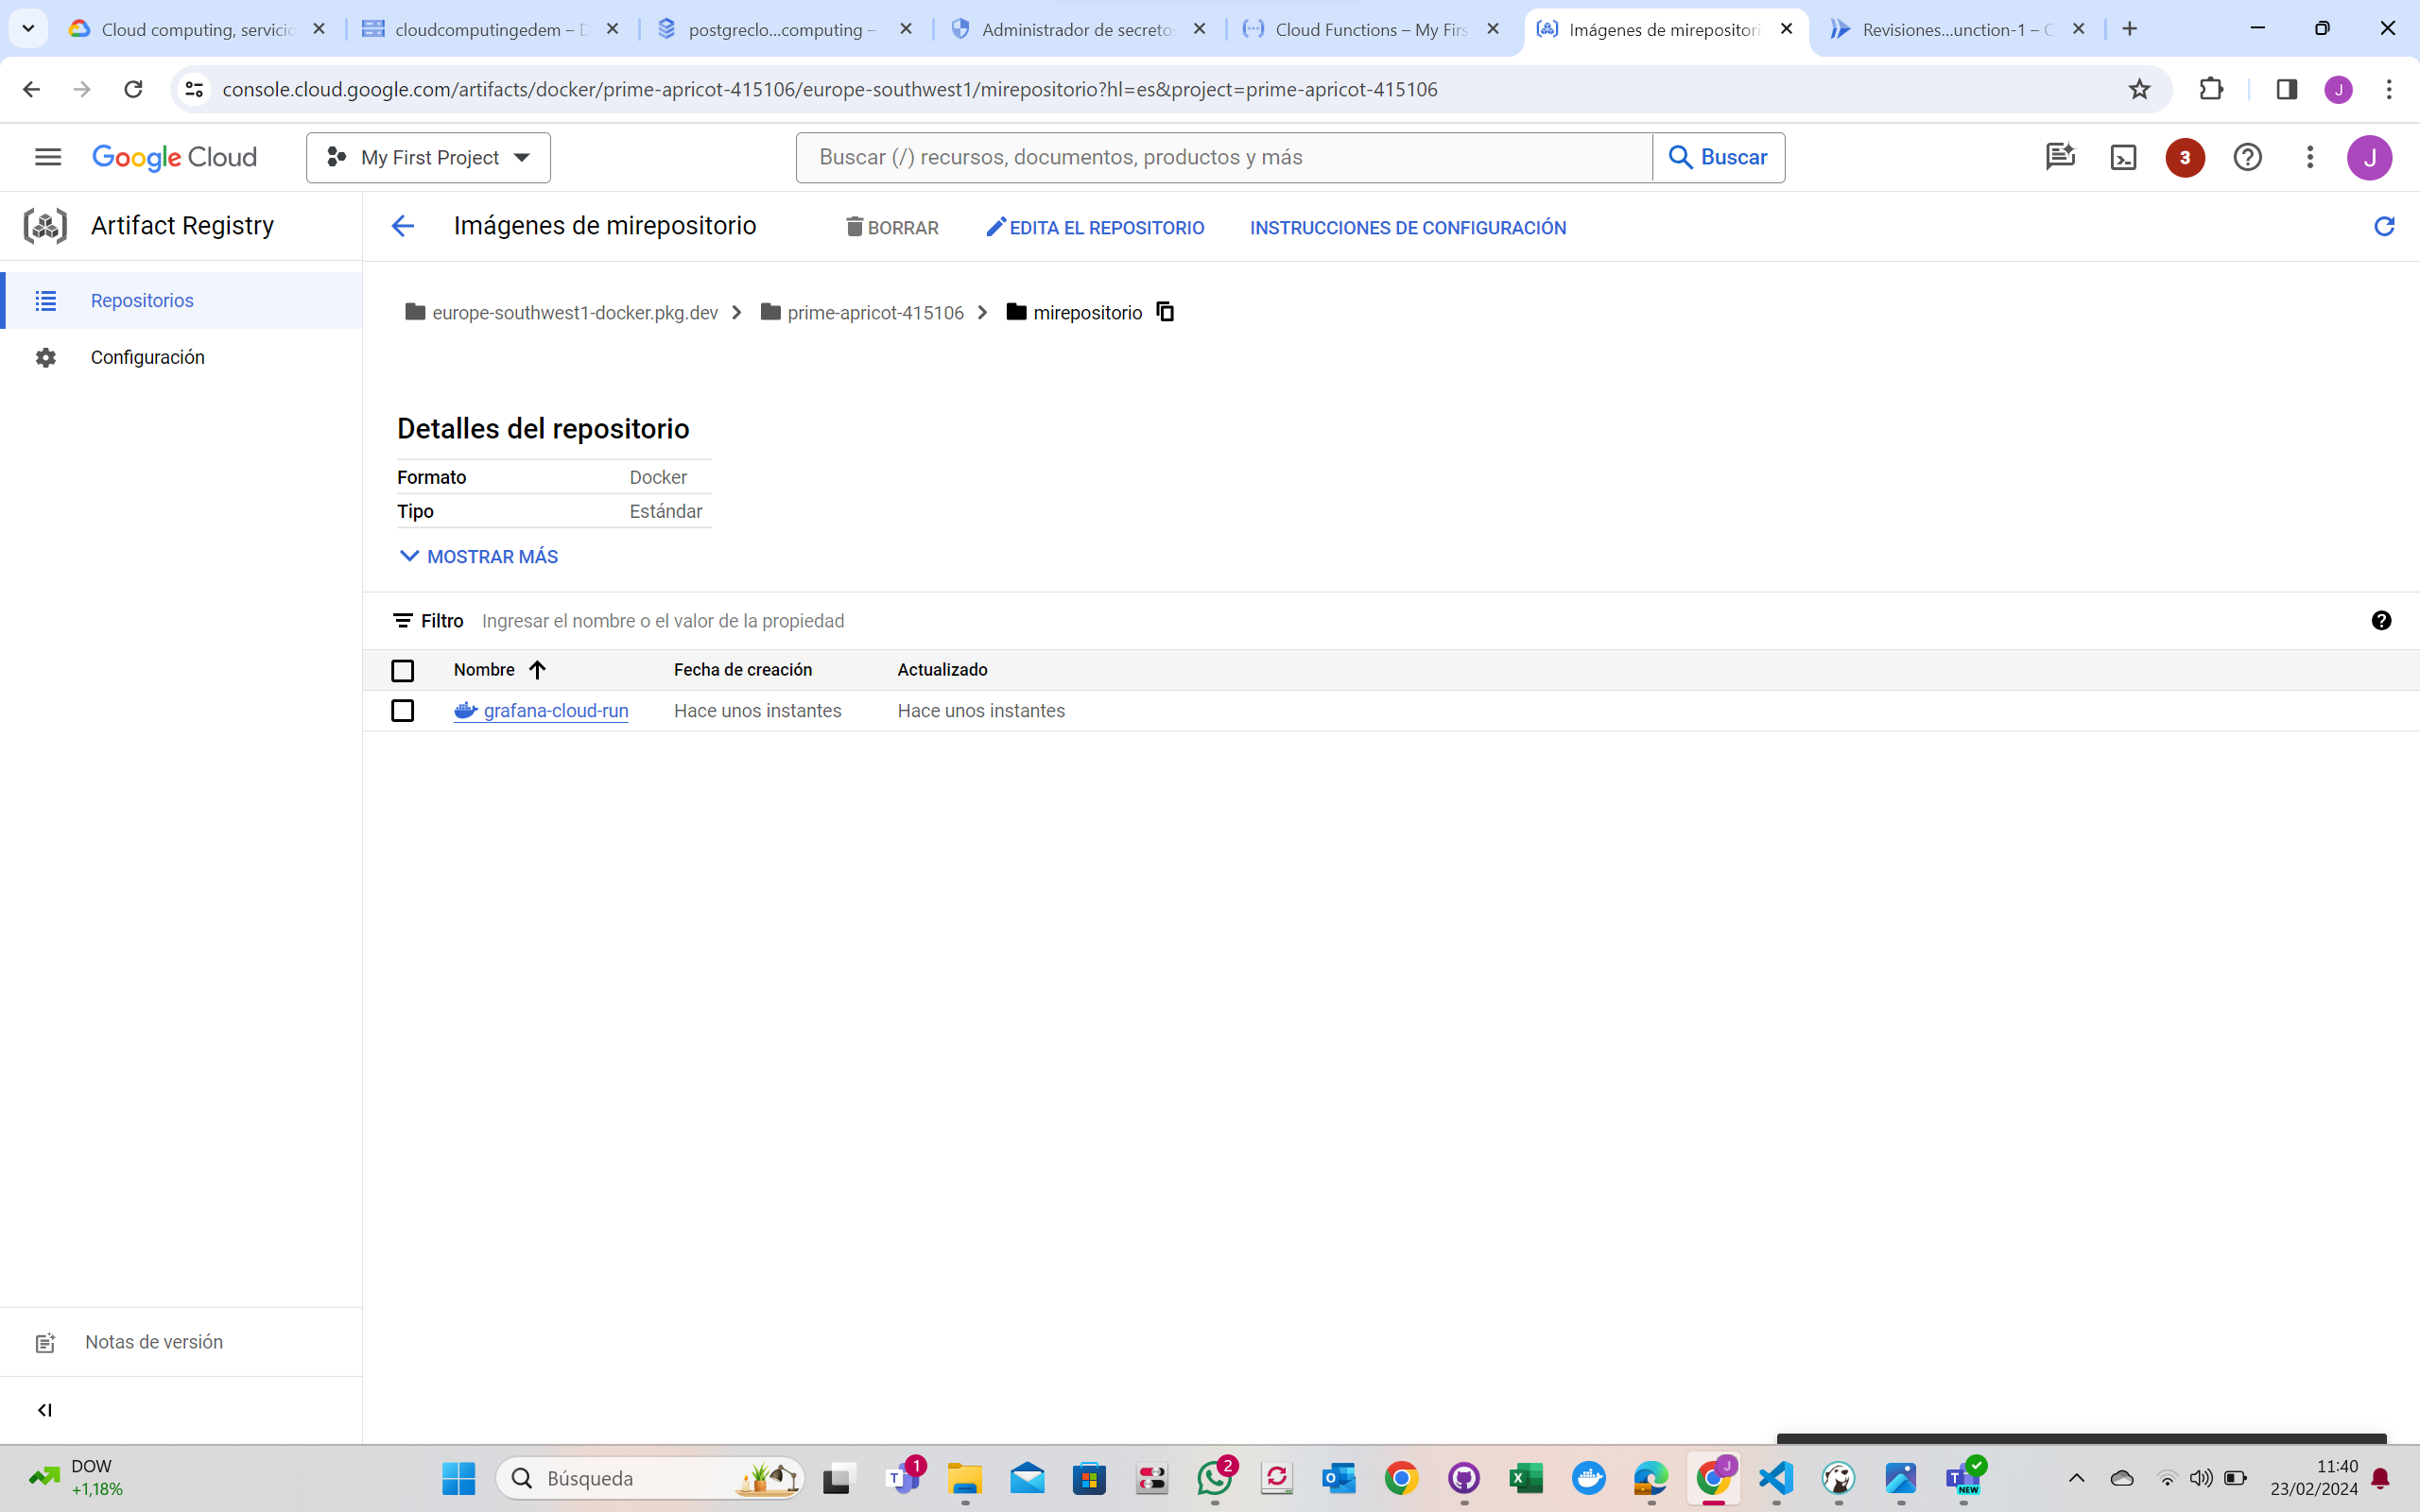 Cloud computing, servicio
cloudcomputingedem – D
postgreclo...computing –
Administrador de secreto
Cloud Functions – My Firs
Imágenes de mirepositori
Revisiones...unction-1 – C
console.cloud.google.com/artifacts/docker/prime-apricot-415106/europe-southwest1/mirepositorio?hl=es&project=prime-apricot-415106
J
Google Cloud
My First Project
Buscar (/) recursos, documentos, productos y más
Buscar
3
J
Artifact Registry
Imágenes de mirepositorio
BORRAR
EDITA EL REPOSITORIO
INSTRUCCIONES DE CONFIGURACIÓN
Repositorios
Configuración
europe-southwest1-docker.pkg.dev
prime-apricot-415106
mirepositorio
Detalles del repositorio
Formato Docker
Tipo Estándar
MOSTRAR MÁS
Filtro Ingresar el nombre o el valor de la propiedad
Nombre Fecha de creación Actualizado
grafana-cloud-run Hace unos instantes Hace unos instantes
Notas de versión
DOW
+1,18%
Búsqueda
1
2
J
NEW
11:40
23/02/2024